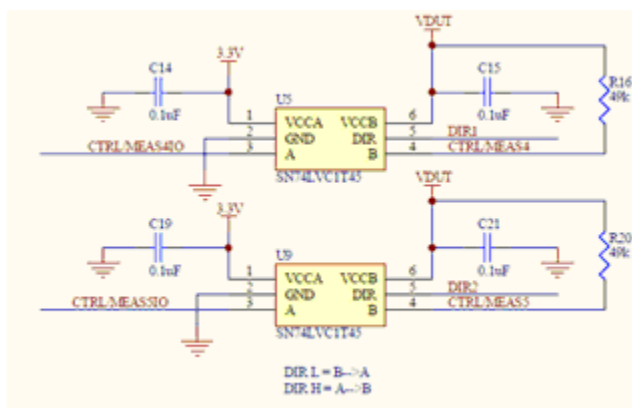 VDUT
3.3V
C14
C15
0.1uF
0.1uF
R16
49k
U5
1 VCCA VCCB 6
2 GND DIR 5 DIR1
CTRL/MEAS4IO 3 A B 4 CTRL/MEAS4
SN74LVC1T45
VDUT
3.3V
C19
C21
0.1uF
0.1uF
R20
49k
U9
1 VCCA VCCB 6
2 GND DIR 5 DIR2
CTRL/MEAS5IO 3 A B 4 CTRL/MEAS5
SN74LVC1T45
DIR L = B-->A
DIR H = A-->B